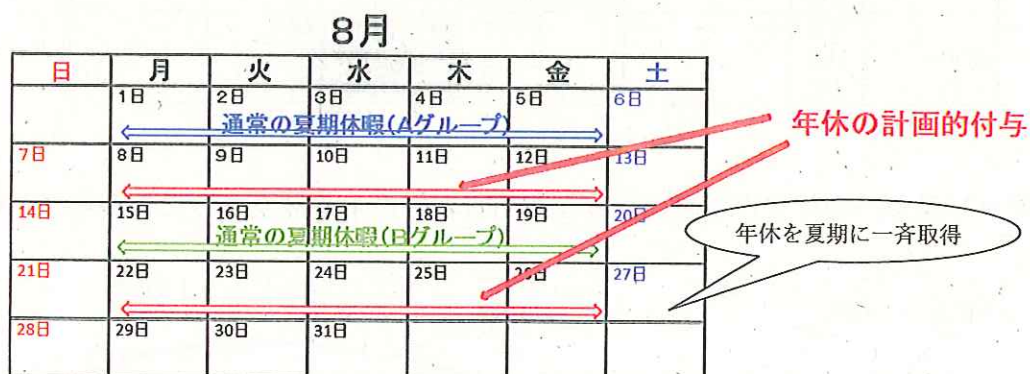 8月
日 月 火 水 木 金 土
1日 2日 3日 4日 5日 6日
通常の夏期休暇(Aグループ)
年休の計画的付与
7日 8日 9日 10日 11日 12日 13日
14日 15日 16日 17日 18日 19日 20日
通常の夏期休暇(Bグループ)
年休を夏期に一斉取得
21日 22日 23日 24日 25日 26日 27日
28日 29日 30日 31日